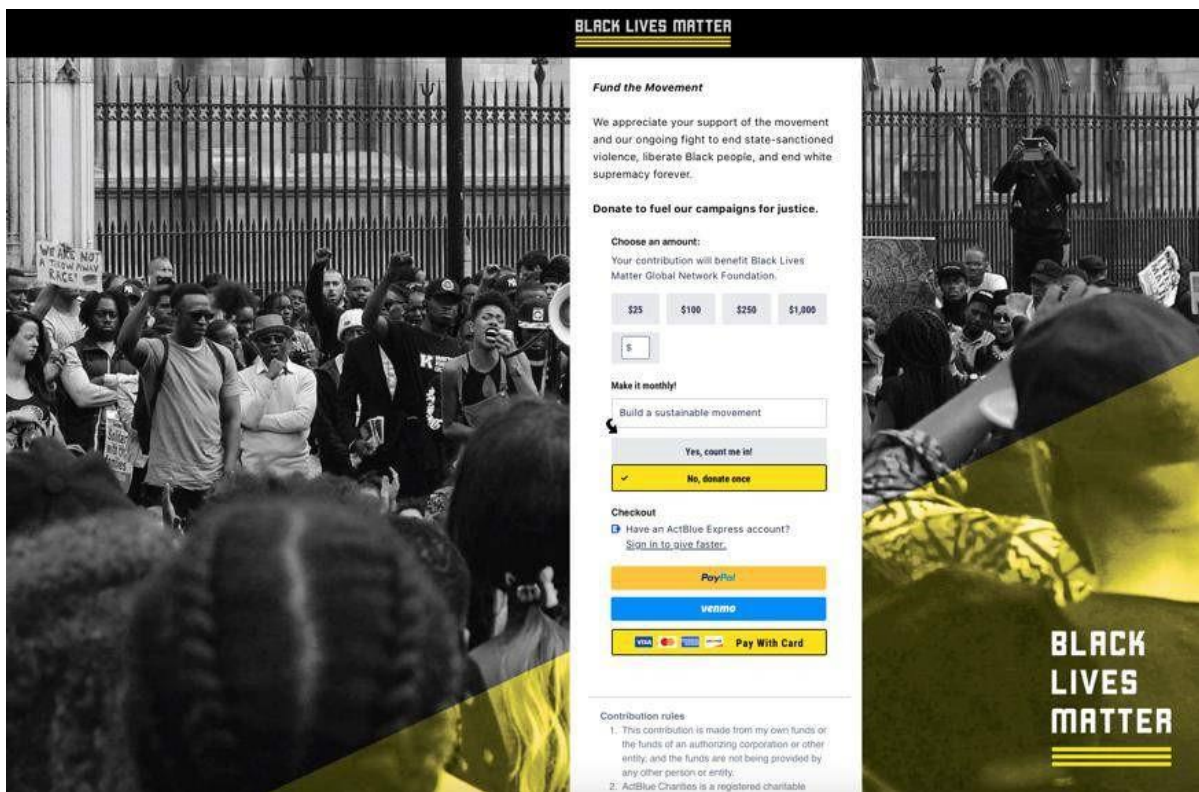 BLACK LIVES MATTER
Fund the Movement
We appreciate your support of the movement
and our ongoing fight to end state-sanctioned
violence, liberate Black people, and end white
supremacy forever.
Donate to fuel our campaigns for justice.
Choose an amount:
Your contribution will benefit Black Lives
Matter Global Network Foundation.
$25 $100 $250 $1,000
$
Make it monthly!
Build a sustainable movement
Yes, count me in!
No, donate once
Checkout
Have an ActBlue Express account?
Sign in to give faster.
PayPal
venmo
VISA Pay With Card
Contribution rules
1. This contribution is made from my own funds or
the funds of an authorizing corporation or other
entity, and the funds are not being provided by
any other person or entity.
2. ActBlue Charities is a registered charitable
WE ARE NOT
A THROW AWAY
RACE!
BLACK
LIVES
MATTER